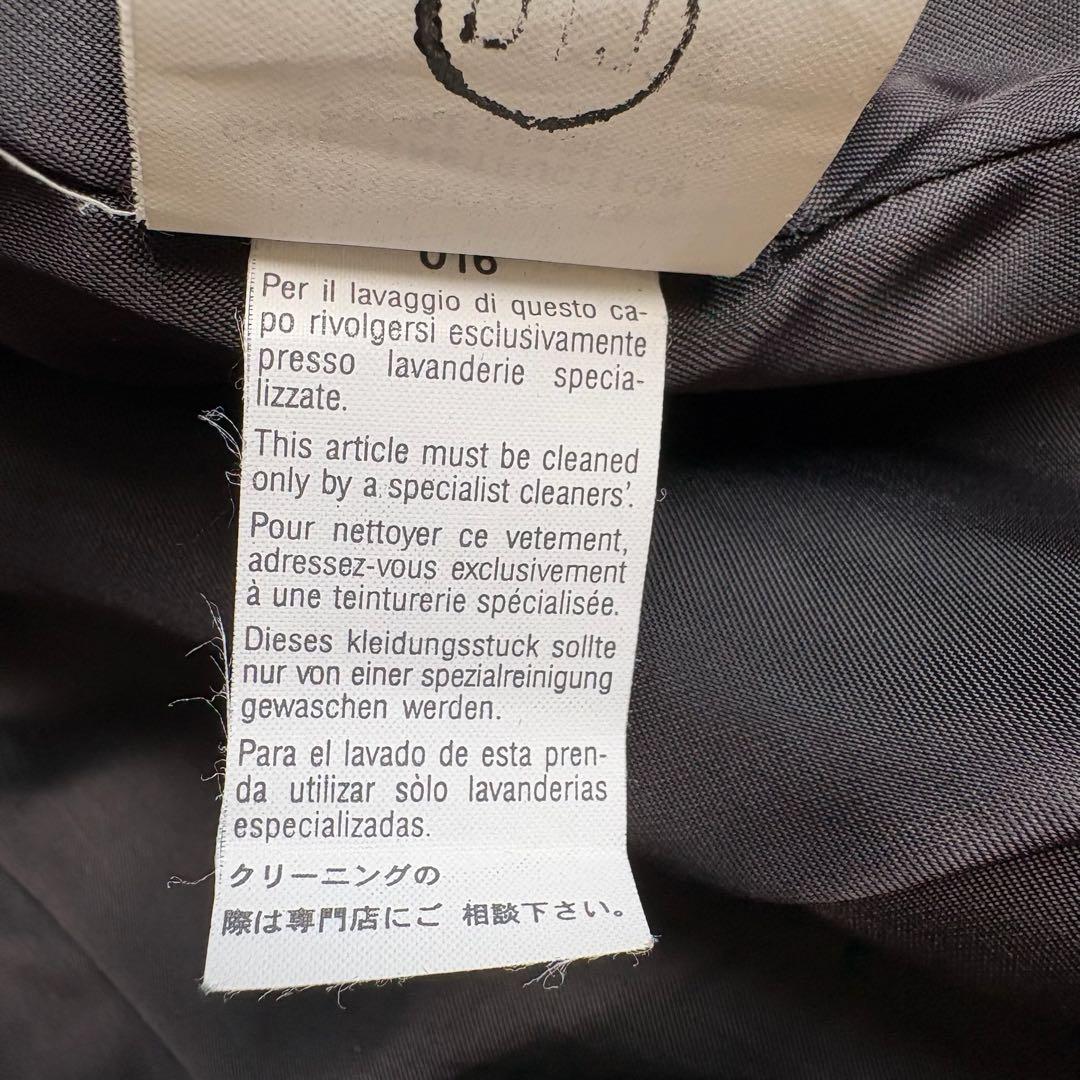 016
Per il lavaggio di questo ca-
po rivolgersi esclusivamente
presso lavanderie specia-
lizzate.
This article must be cleaned
only by a specialist cleaners'.
Pour nettoyer ce vetement,
adressez-vous exclusivement
à une teinturerie spécialisée.
Dieses kleidungsstuck sollte
nur von einer spezialreinigung
gewaschen werden.
Para el lavado de esta pren-
da utilizar sòlo lavanderias
especializadas.
クリーニングの
際は専門店にご 相談下さい。